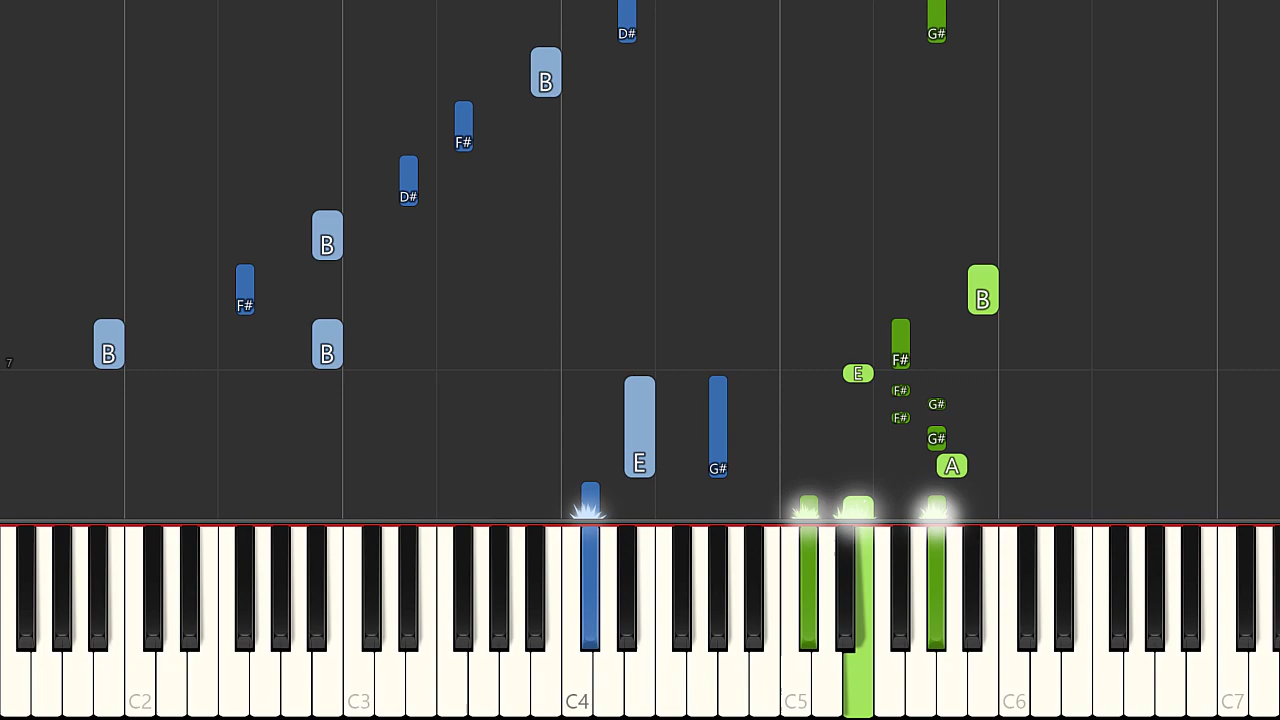 D# G#
B
F#
D#
B
F# B
B B F#
7 E
F#
G#
F#
G#
E G# A
C2 C3 C4 C5 C6 C7